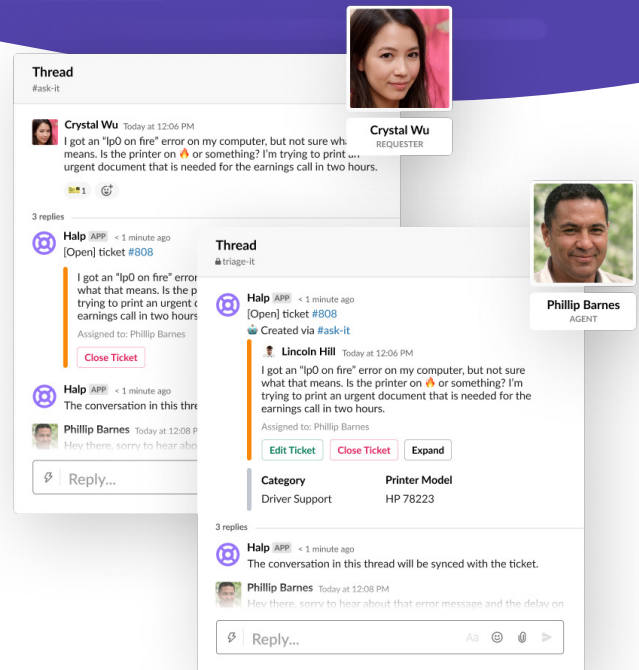 Thread
#ask-it
Crystal Wu Today at 12:06 PM
I got an "lp0 on fire" error on my computer, but not sure
means. Is the printer on 🔥 or something? I'm trying to print
urgent document that is needed for the earnings call in two hours.
1
3 replies
Halp APP < 1 minute ago
[Open] ticket #808
I got an "lp0 on fire" error
what that means. Is the
trying to print an urgent
earnings call in two hours
Assigned to: Phillip Barnes
Close Ticket
Halp APP < 1 minute ago
The conversation in this
Phillip Barnes Today at 12:08
Hey there, sorry to hear
Reply...
Crystal Wu
REQUESTER
Thread
triage-it
Halp APP < 1 minute ago
[Open] ticket #808
Created via #ask-it
Lincoln Hill Today at 12:06 PM
I got an "lp0 on fire" error on my computer, but not sure
what that means. Is the printer on 🔥 or something? I'm
trying to print an urgent document that is needed for the
earnings call in two hours.
Assigned to: Phillip Barnes
Edit Ticket Close Ticket Expand
Category Printer Model
Driver Support HP 78223
3 replies
Halp APP < 1 minute ago
The conversation in this thread will be synced with the ticket.
Phillip Barnes Today at 12:08 PM
Hey there, sorry to hear about that error message and the delay on
Reply...
Aa
Phillip Barnes
AGENT